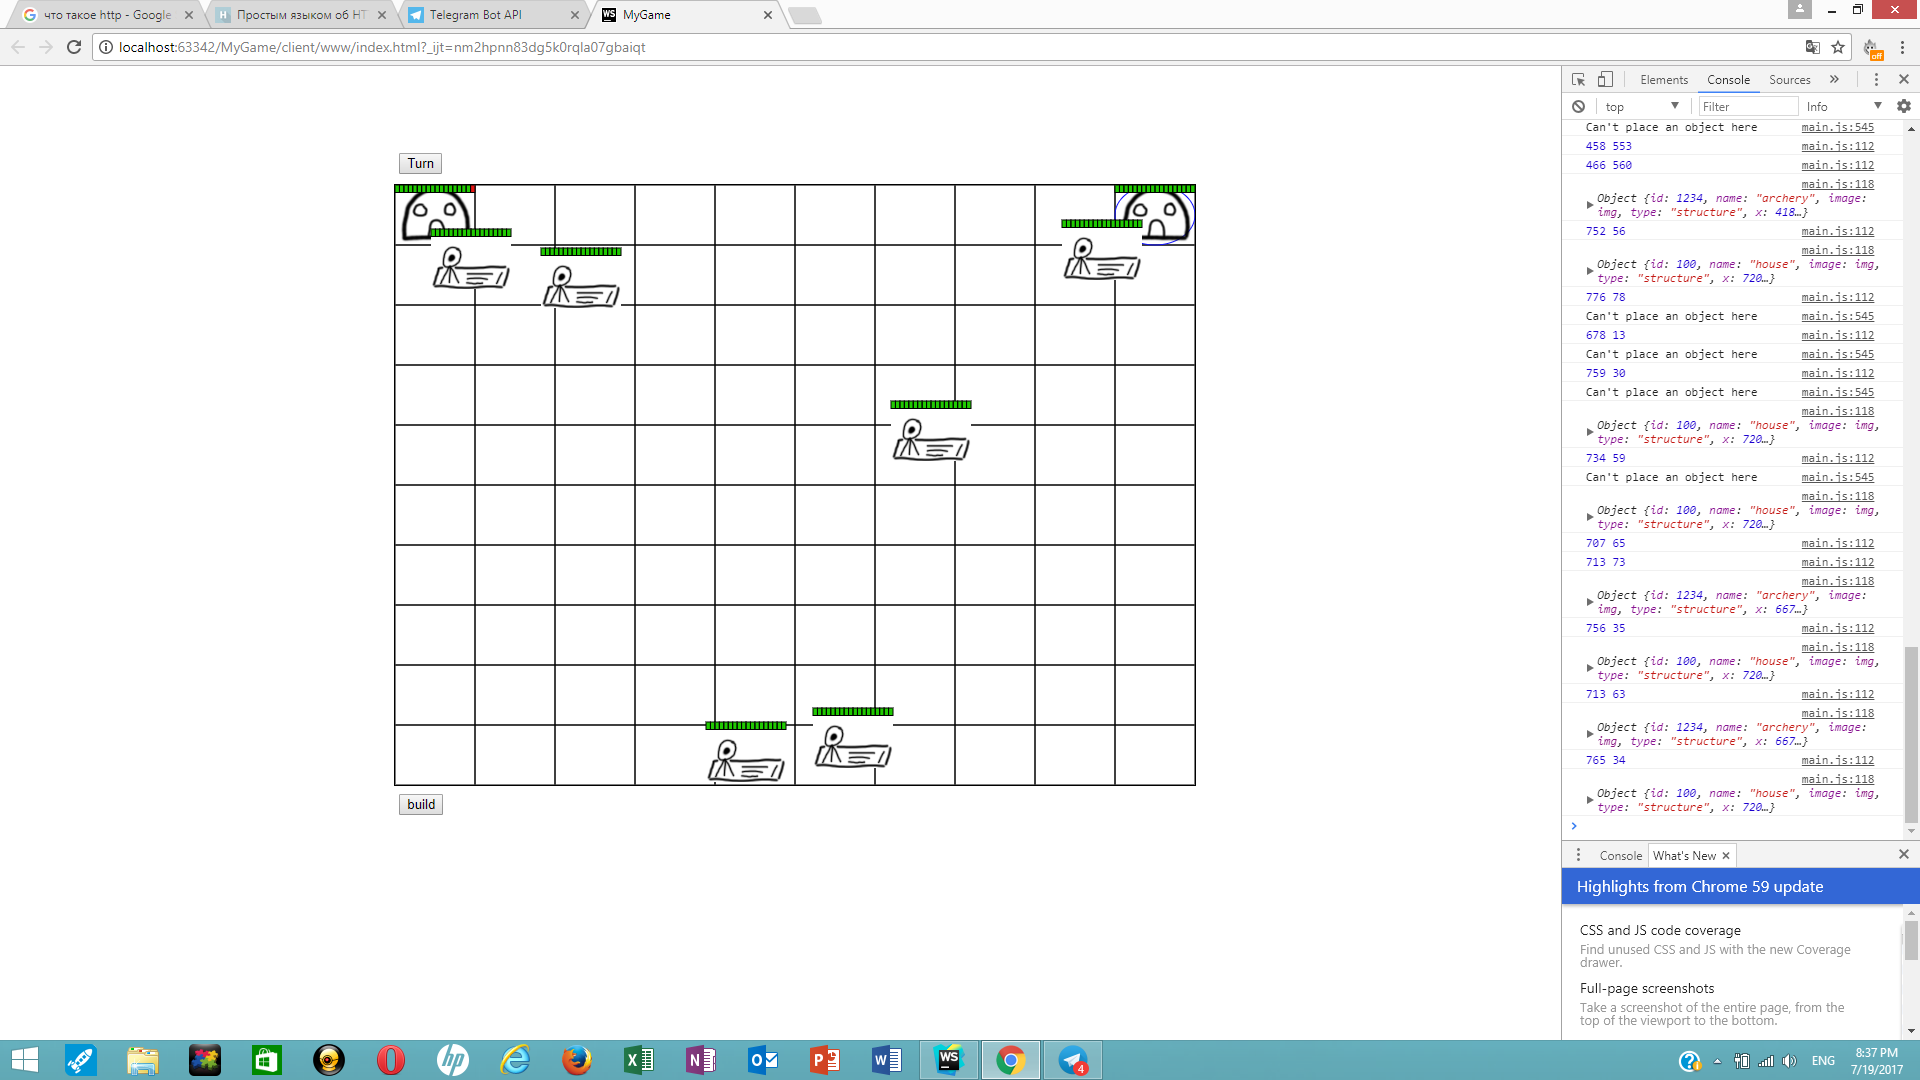 что такое http - Google
Простым языком об HT
Telegram Bot API
MyGame
localhost:63342/MyGame/client/www/index.html?_ijt=nm2hpnn83dg5k0rqla07gbaiqt
off
Turn
build
Elements Console Sources
top Filter Info
Can't place an object here main.js:545
458 553 main.js:112
466 560 main.js:112
main.js:118
Object {id: 1234, name: "archery", image:
img, type: "structure", x: 418…}
752 56 main.js:112
main.js:118
Object {id: 100, name: "house", image: img,
type: "structure", x: 720…}
776 78 main.js:112
Can't place an object here main.js:545
678 13 main.js:112
Can't place an object here main.js:545
759 30 main.js:112
Can't place an object here main.js:545
main.js:118
Object {id: 100, name: "house", image: img,
type: "structure", x: 720…}
734 59 main.js:112
Can't place an object here main.js:545
main.js:118
Object {id: 100, name: "house", image: img,
type: "structure", x: 720…}
707 65 main.js:112
713 73 main.js:112
main.js:118
Object {id: 1234, name: "archery", image:
img, type: "structure", x: 667…}
756 35 main.js:112
main.js:118
Object {id: 100, name: "house", image: img,
type: "structure", x: 720…}
713 63 main.js:112
main.js:118
Object {id: 1234, name: "archery", image:
img, type: "structure", x: 667…}
765 34 main.js:112
main.js:118
Object {id: 100, name: "house", image: img,
type: "structure", x: 720…}
Console What's New
Highlights from Chrome 59 update
CSS and JS code coverage
Find unused CSS and JS with the new Coverage
drawer.
Full-page screenshots
Take a screenshot of the entire page, from the
top of the viewport to the bottom.
WS
4
ENG
8:37 PM
7/19/2017